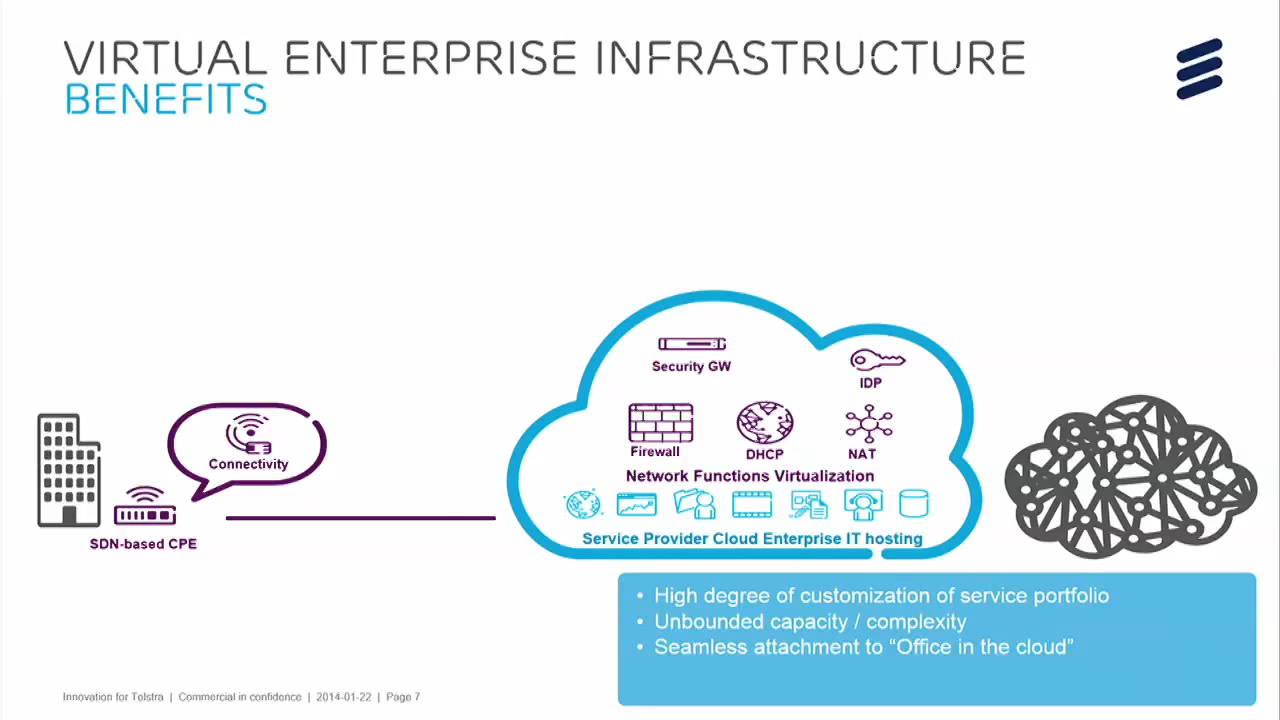 VIRTUAL ENTERPRISE INFRASTRUCTURE
BENEFITS
Security GW
IDP
Connectivity
Firewall
DHCP
NAT
Network Functions Virtualization
SDN-based CPE
Service Provider Cloud Enterprise IT hosting
• High degree of customization of service portfolio
• Unbounded capacity / complexity
• Seamless attachment to “Office in the cloud”
Innovation for Telstra | Commercial in confidence | 2014-01-22 | Page 7